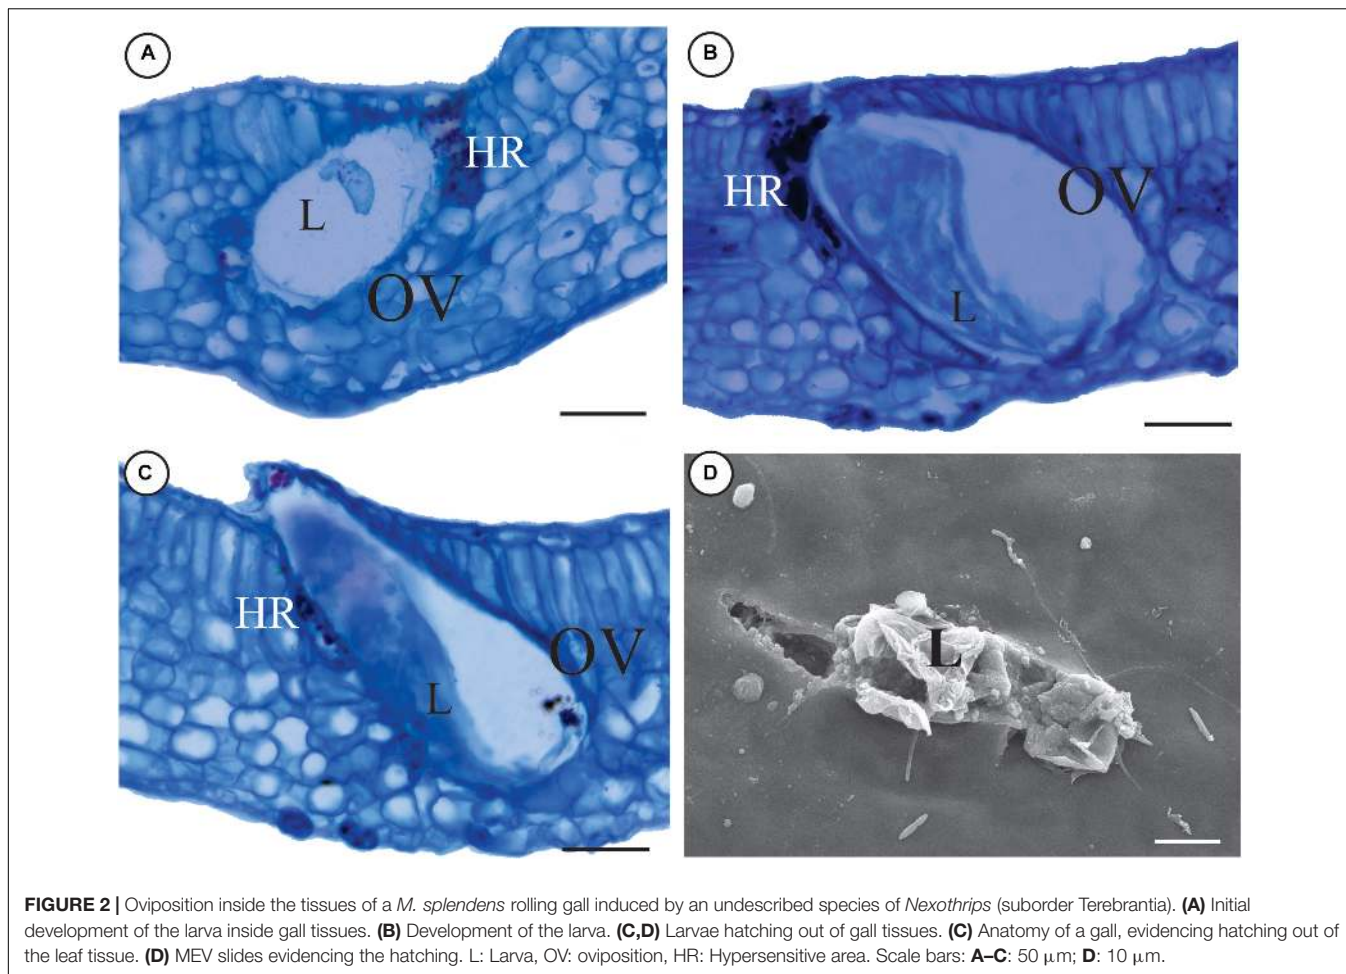 A
HR
L
OV
B
HR
OV
L
C
HR
OV
L
D
L
FIGURE 2 | Oviposition inside the tissues of a M. splendens rolling gall induced by an undescribed species of Nexothrips (suborder Terebrantia). (A) Initial
development of the larva inside gall tissues. (B) Development of the larva. (C,D) Larvae hatching out of gall tissues. (C) Anatomy of a gall, evidencing hatching out of
the leaf tissue. (D) MEV slides evidencing the hatching. L: Larva, OV: oviposition, HR: Hypersensitive area. Scale bars: A–C: 50 μm; D: 10 μm.